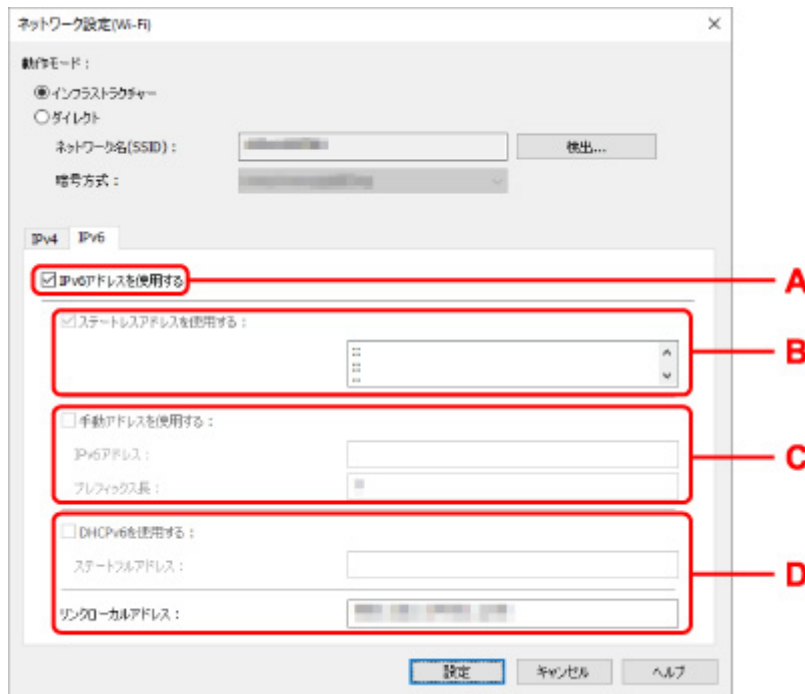 ネットワーク設定(Wi-Fi)
動作モード：
インフラストラクチャー
ダイレクト
ネットワーク名(SSID)：
検出...
暗号方式：
IPv4 IPv6
IPv6アドレスを使用する
A
ステートレスアドレスを使用する：
::
::
::
B
手動アドレスを使用する：
IPv6アドレス：
C
プレフィックス長：
DHCPv6を使用する：
ステートフルアドレス：
D
リンクローカルアドレス：
設定 キャンセル ヘルプ